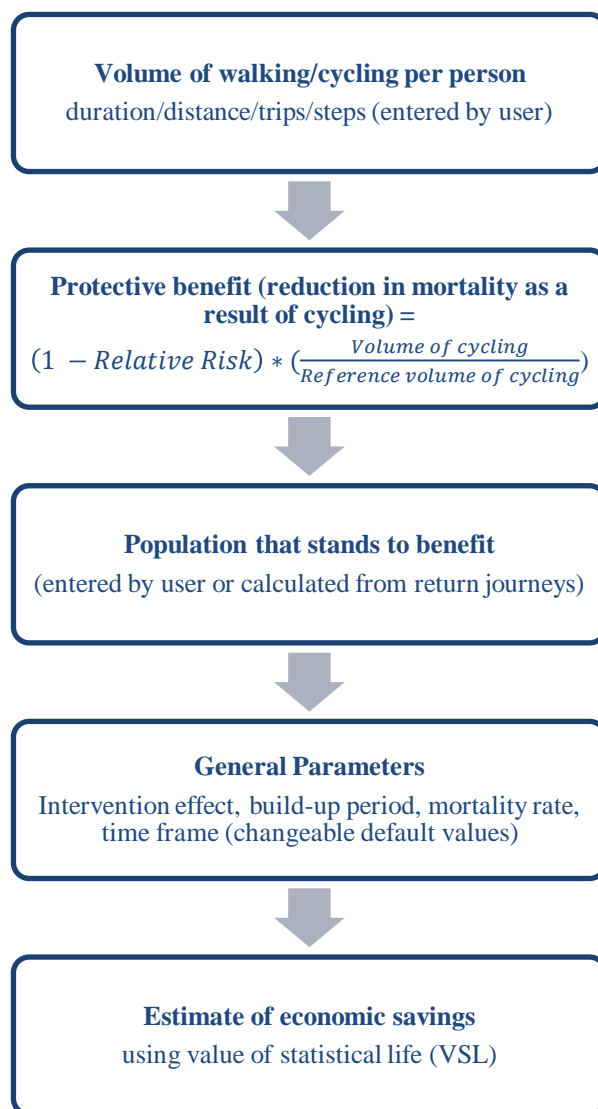 Volume of walking/cycling per person
duration/distance/trips/steps (entered by user)
Protective benefit (reduction in mortality as a
result of cycling) =
(1 − Relative Risk) ∗ (Volume of cycling / Reference volume of cycling)
Population that stands to benefit
(entered by user or calculated from return journeys)
General Parameters
Intervention effect, build-up period, mortality rate,
time frame (changeable default values)
Estimate of economic savings
using value of statistical life (VSL)